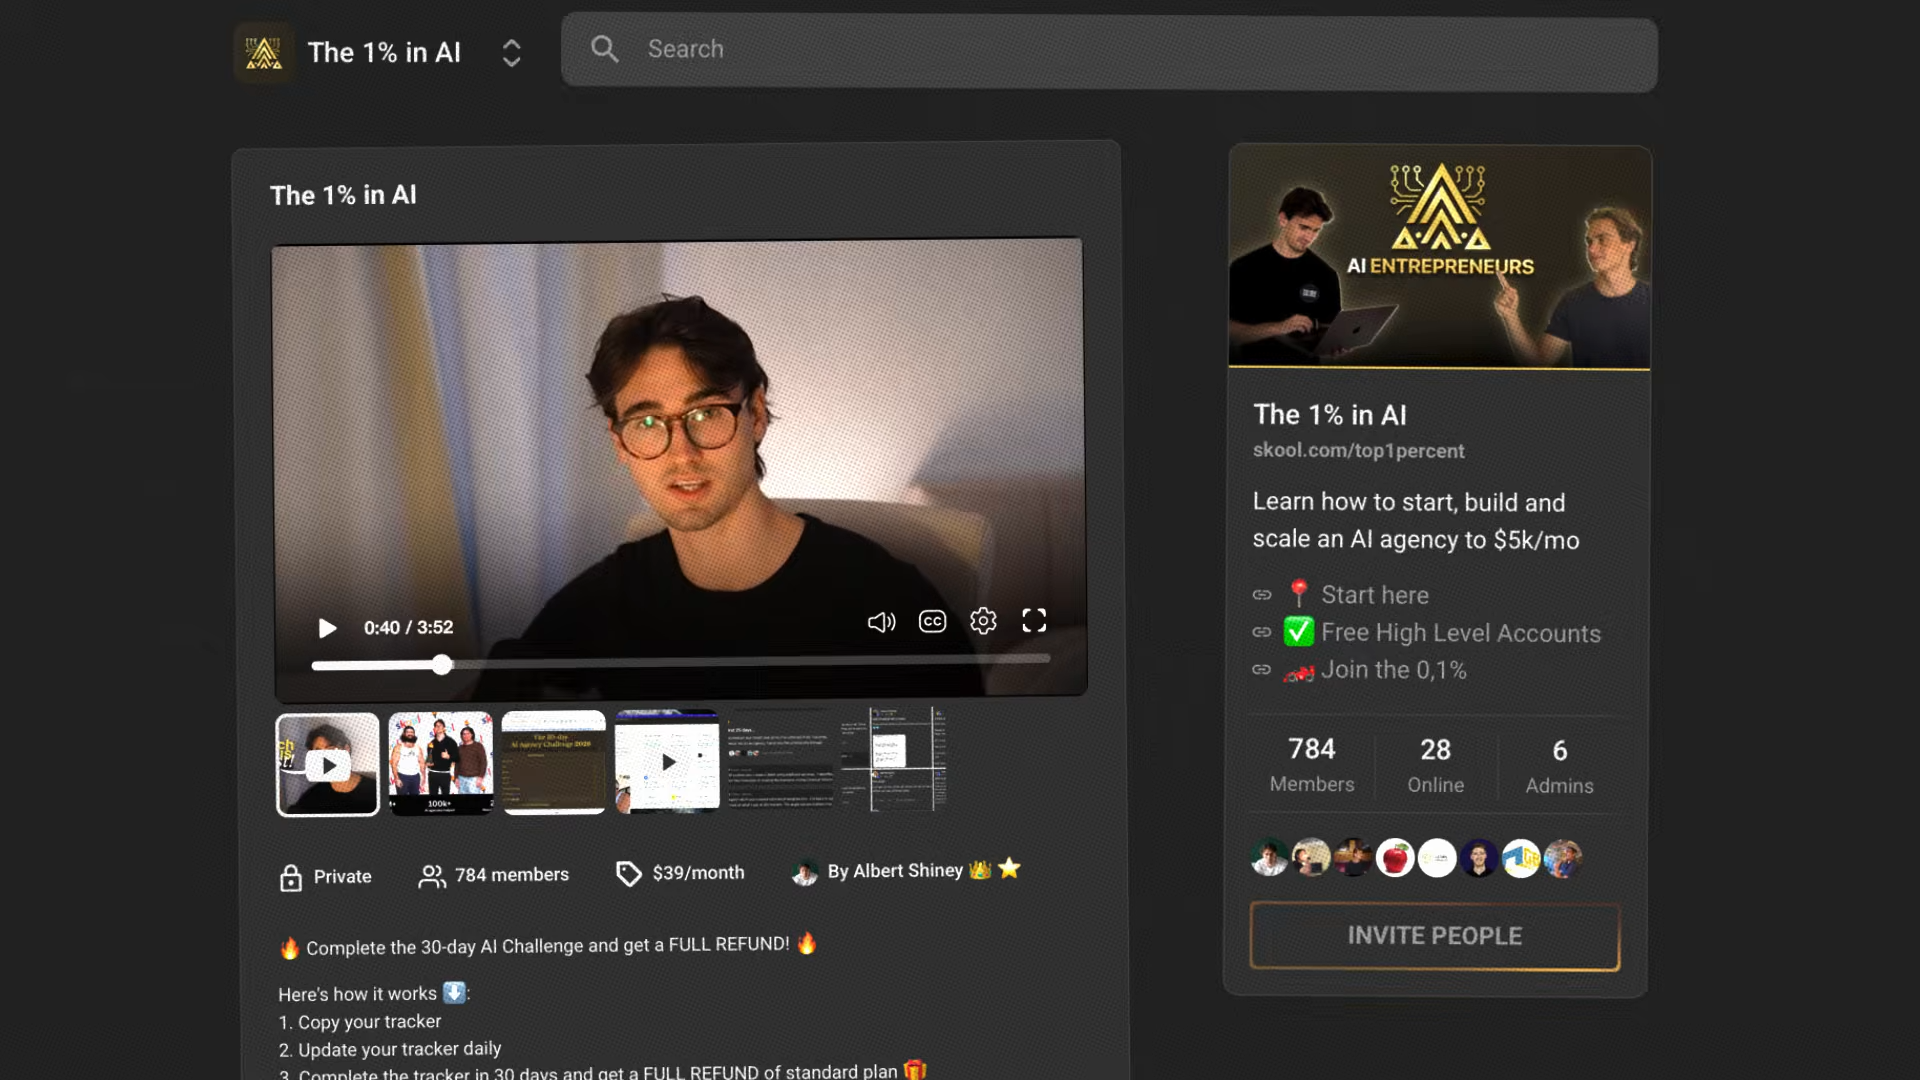 The 1% in AI
Search
The 1% in AI
0:40 / 3:52
CC
100k+
Private
784 members
$39/month
By Albert Shiney 👑 ⭐
🔥 Complete the 30-day AI Challenge and get a FULL REFUND! 🔥
Here's how it works ⬇️:
1. Copy your tracker
2. Update your tracker daily
3. Complete the tracker in 30 days and get a FULL REFUND of standard plan 🎁
AI ENTREPRENEURS
The 1% in AI
skool.com/top1percent
Learn how to start, build and
scale an AI agency to $5k/mo
📍 Start here
✅ Free High Level Accounts
🏎️ Join the 0,1%
784
Members
28
Online
6
Admins
INVITE PEOPLE